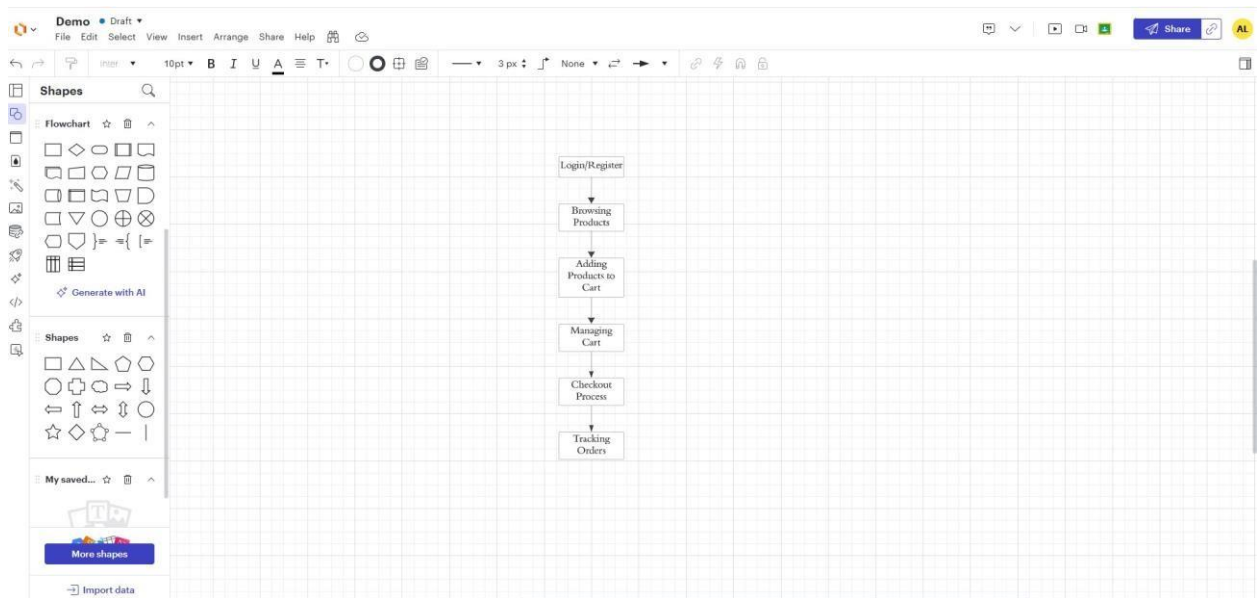 Demo • Draft ▾
File Edit Select View Insert Arrange Share Help
Share
AL
Inter
10pt
B I U A
3 px
None
Shapes
Flowchart
Generate with AI
Shapes
My saved...
T
More shapes
Import data
Login/Register
Browsing
Products
Adding
Products to
Cart
Managing
Cart
Checkout
Process
Tracking
Orders